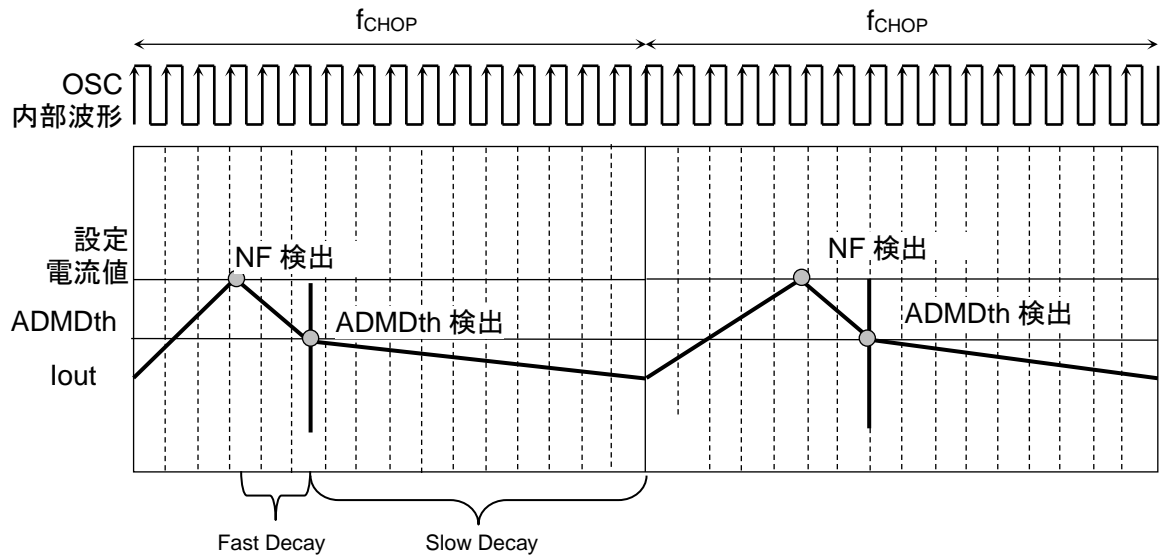 fCHOP
fCHOP
OSC
内部波形
設定
電流値
NF 検出
NF 検出
ADMDth
ADMDth 検出
ADMDth 検出
Iout
Fast Decay
Slow Decay